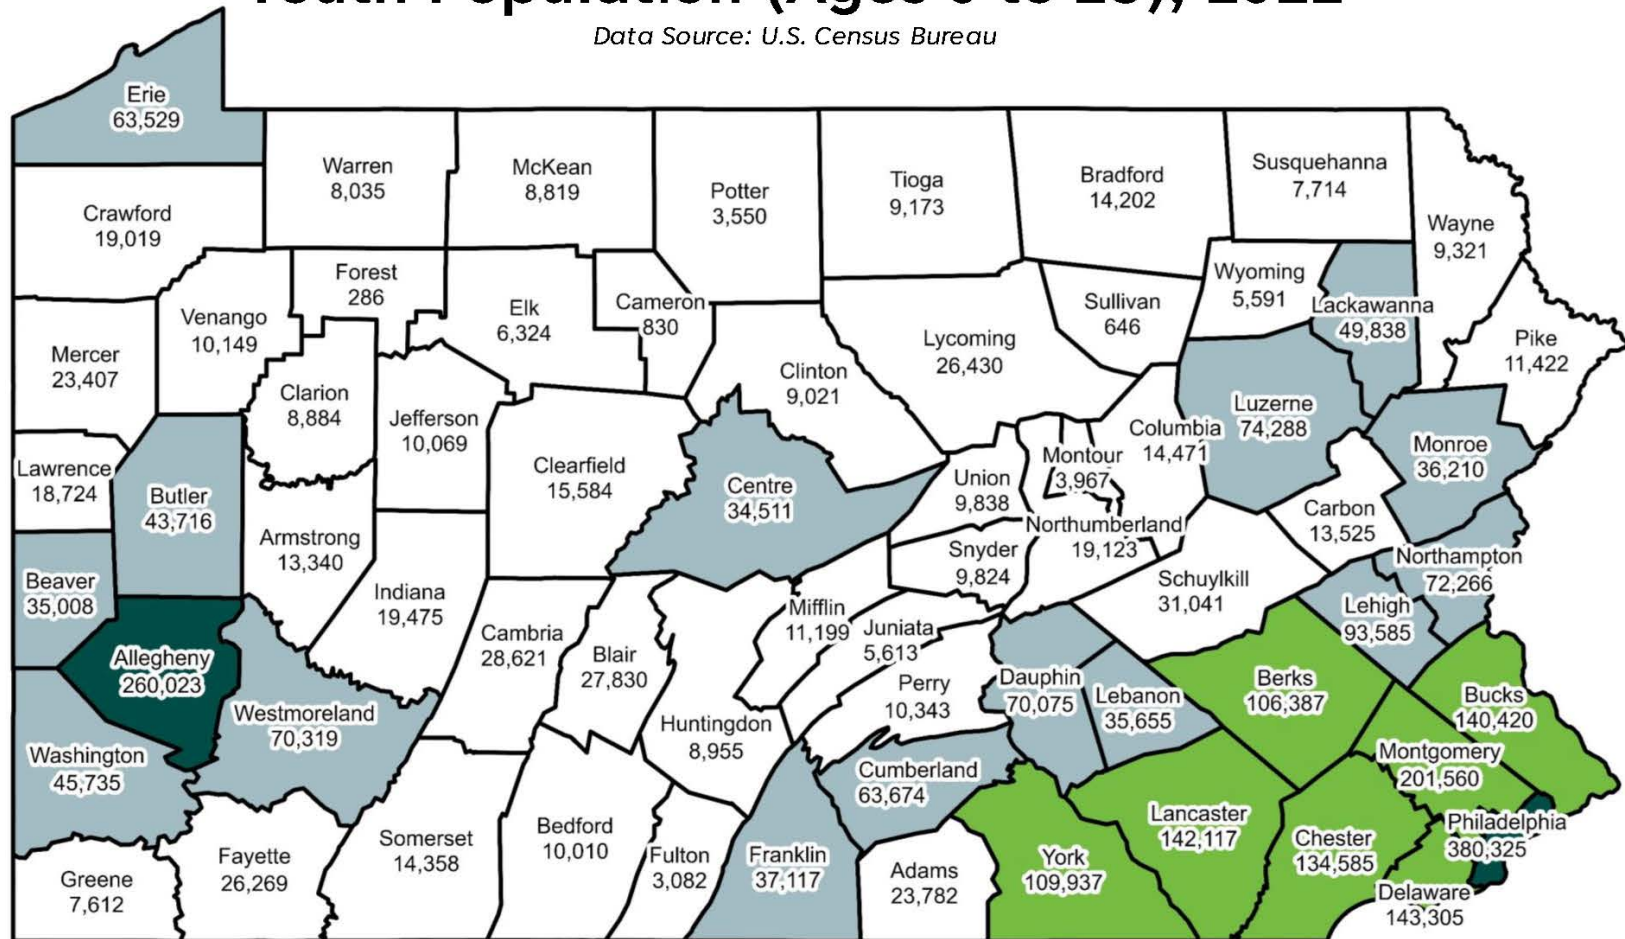 Youth Population (Ages to
Data Source: U.S. Census Bureau
Erie
63,529
Warren
8,035
McKean
8,819
Potter
3,550
Tioga
9,173
Bradford
14,202
Susquehanna
7,714
Wayne
9,321
Crawford
19,019
Forest
286
Elk
6,324
Cameron
830
Sullivan
646
Wyoming
5,591
Lackawanna
49,838
Pike
11,422
Mercer
23,407
Venango
10,149
Clarion
8,884
Jefferson
10,069
Clinton
9,021
Lycoming
26,430
Columbia
14,471
Luzerne
74,288
Monroe
36,210
Lawrence
18,724
Butler
43,716
Clearfield
15,584
Centre
34,511
Union
9,838
Montour
3,967
Northumberland
19,123
Carbon
13,525
Armstrong
13,340
Snyder
9,824
Schuylkill
31,041
Northampton
72,266
Beaver
35,008
Indiana
19,475
Cambria
28,621
Blair
27,830
Mifflin
11,199
Juniata
5,613
Lehigh
93,585
Allegheny
260,023
Westmoreland
70,319
Huntingdon
8,955
Perry
10,343
Dauphin
70,075
Lebanon
35,655
Berks
106,387
Bucks
140,420
Washington
45,735
Cumberland
63,674
Montgomery
201,560
Greene
7,612
Fayette
26,269
Somerset
14,358
Bedford
10,010
Fulton
3,082
Franklin
37,117
Adams
23,782
York
109,937
Lancaster
142,117
Chester
134,585
Philadelphia
380,325
Delaware
143,305